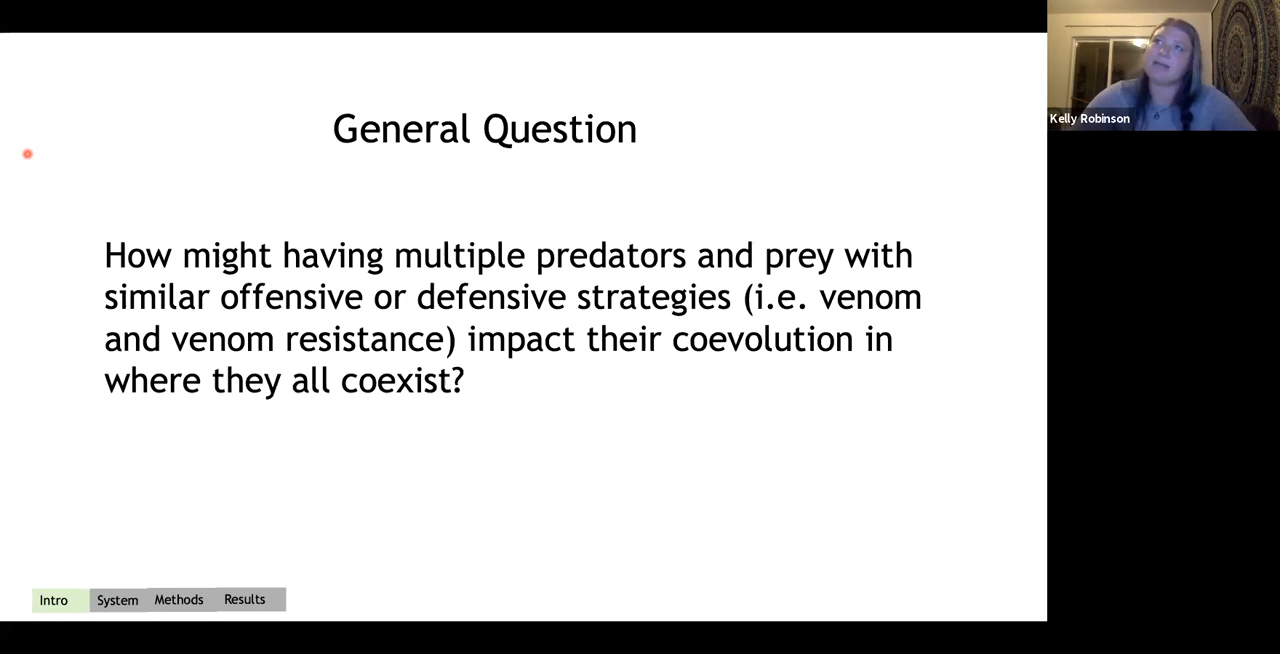 General Question
How might having multiple predators and prey with
similar offensive or defensive strategies (i.e. venom
and venom resistance) impact their coevolution in
where they all coexist?
Intro System Methods Results
Kelly Robinson